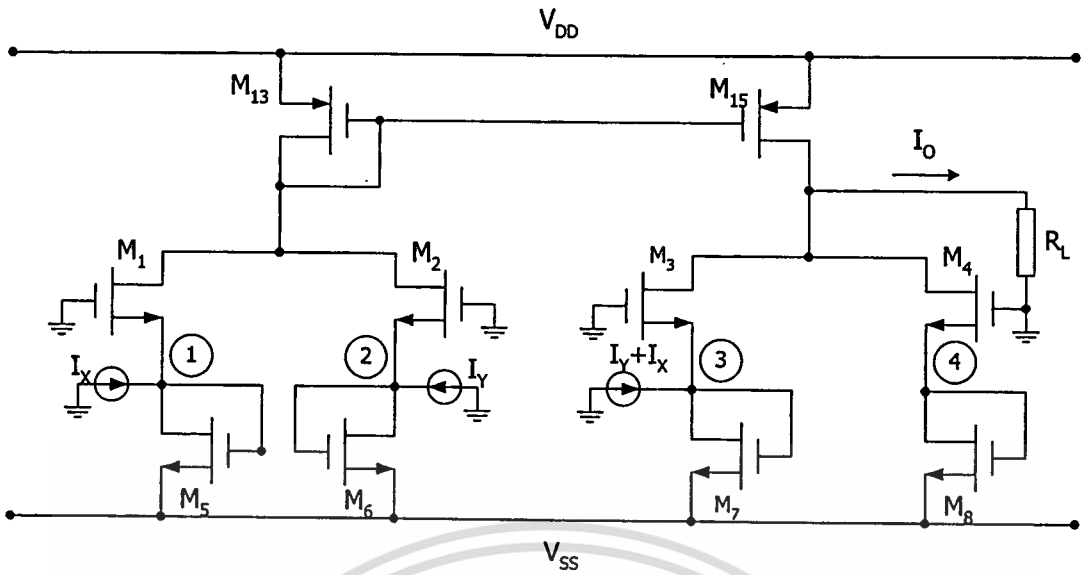 V_DD
M_13
M_15
I_O
R_L
M_1
M_2
M_3
M_4
1
2
3
4
I_X
I_Y
I_Y+I_X
M_5
M_6
M_7
M_8
V_SS